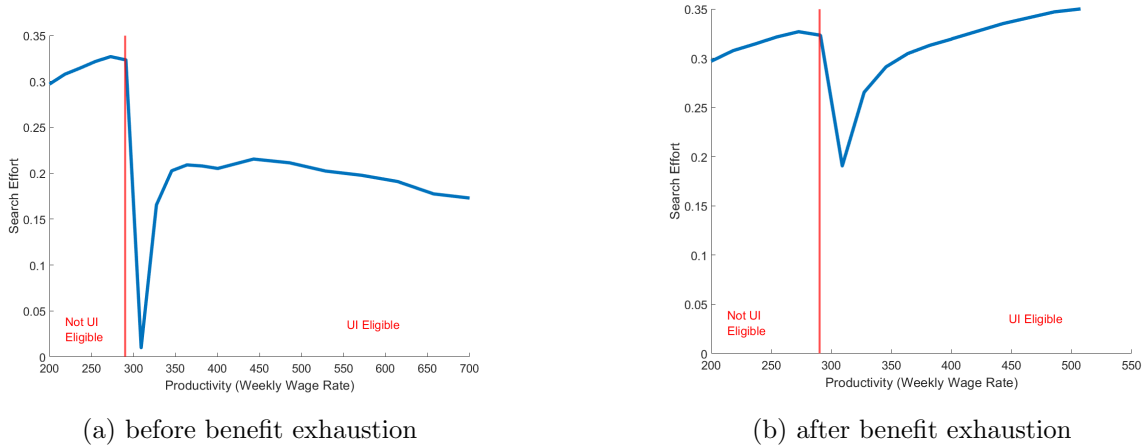 0.35
0.3
0.25
0.2
0.15
0.1
0.05
0
Search Effort
Not UI
Eligible
UI Eligible
200 250 300 350 400 450 500 550 600 650 700
Productivity (Weekly Wage Rate)
(a) before benefit exhaustion
0.35
0.3
0.25
0.2
0.15
0.1
0.05
0
Search Effort
Not UI
Eligible
UI Eligible
200 250 300 350 400 450 500 550
Productivity (Weekly Wage Rate)
(b) after benefit exhaustion